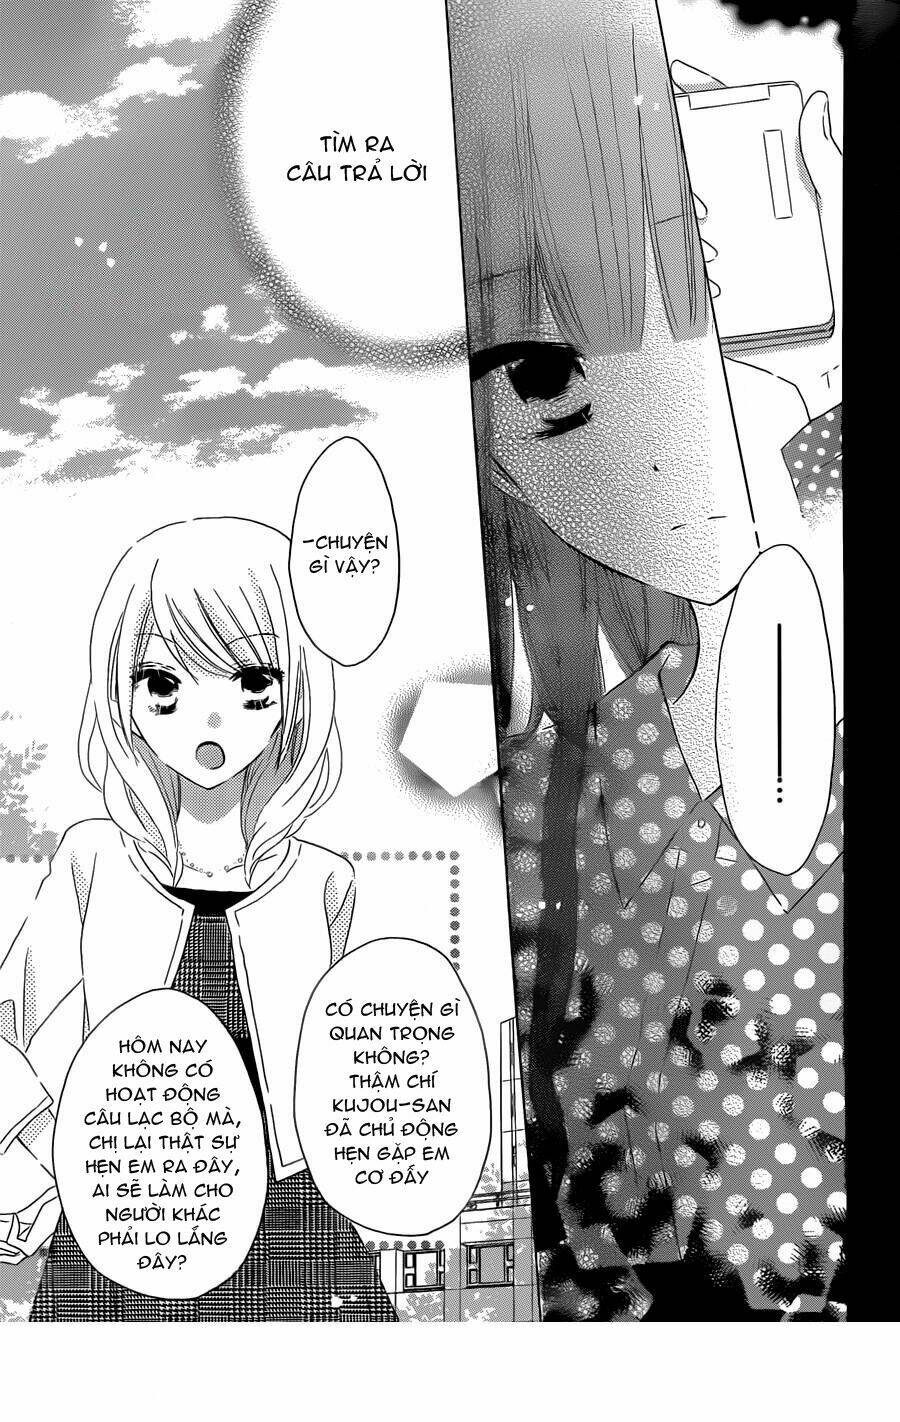 TÌM RA
CÂU TRẢ LỜI
...
-CHUYỆN
GÌ VẬY?
CÓ CHUYỆN GÌ
QUAN TRỌNG
KHÔNG?
THẬM CHÍ
KUJOU-SAN
ĐÃ CHỦ ĐỘNG
HẸN GẶP EM
CƠ ĐẤY
HÔM NAY
KHÔNG CÓ
HOẠT ĐỘNG
CÂU LẠC BỘ MÀ,
CHỊ LẠI THẬT SỰ
HẸN EM RA ĐÂY,
AI SẼ LÀM CHO
NGƯỜI KHÁC
PHẢI LO LẮNG
ĐÂY?